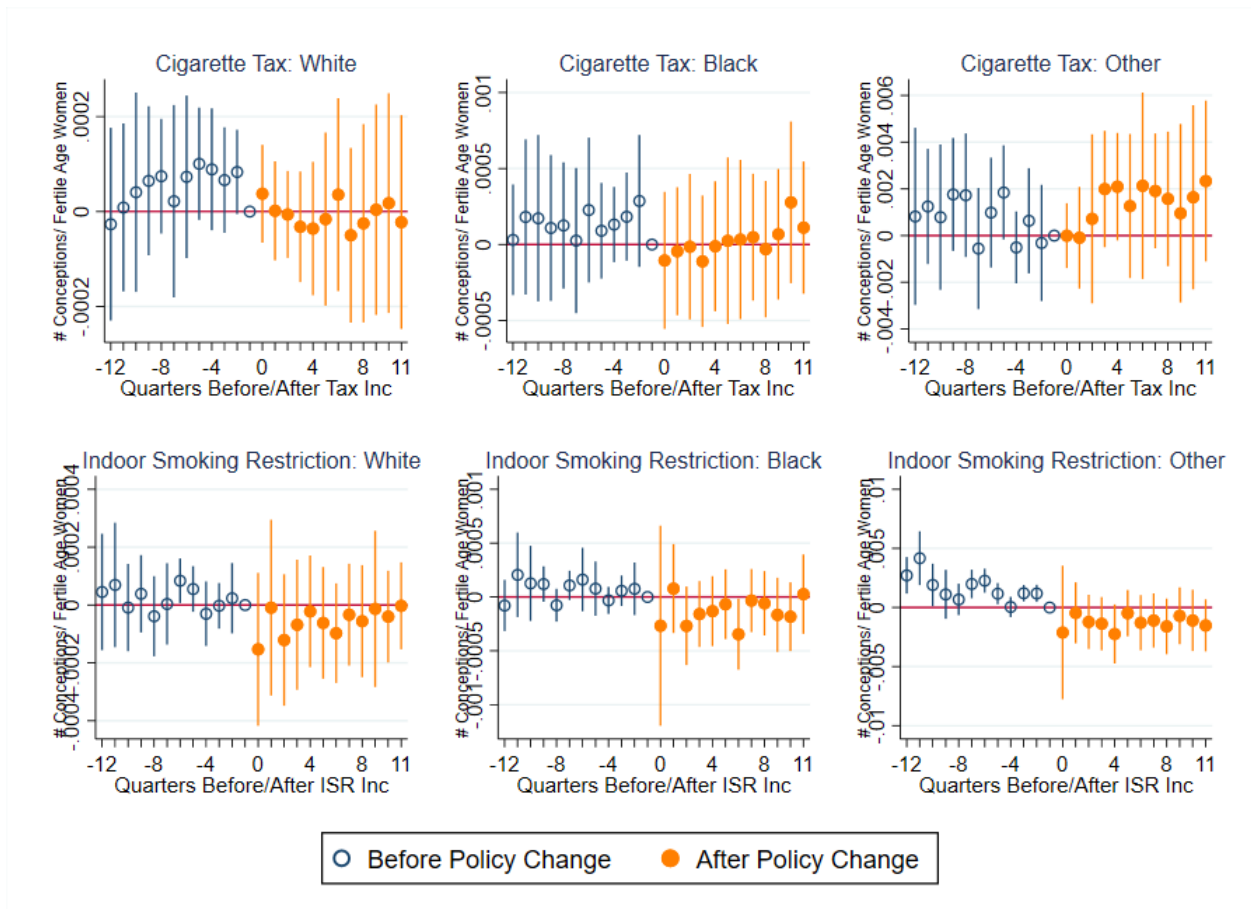 Cigarette Tax: White
# Conceptions/ Fertile Age Women
.0002
0
-.0002
-12 -8 -4 0 4 8 11
Quarters Before/After Tax Inc
Cigarette Tax: Black
# Conceptions/ Fertile Age Women
.001
.0005
0
-.0005
-12 -8 -4 0 4 8 11
Quarters Before/After Tax Inc
Cigarette Tax: Other
# Conceptions/ Fertile Age Women
.006
.004
.002
0
-.002
-.004
-12 -8 -4 0 4 8 11
Quarters Before/After Tax Inc
Indoor Smoking Restriction: White
# Conceptions/ Fertile Age Women
.0004
.0002
0
-.0002
-.0004
-12 -8 -4 0 4 8 11
Quarters Before/After ISR Inc
Indoor Smoking Restriction: Black
# Conceptions/ Fertile Age Women
.001
.0005
0
-.0005
-.001
-12 -8 -4 0 4 8 11
Quarters Before/After ISR Inc
Indoor Smoking Restriction: Other
# Conceptions/ Fertile Age Women
.01
.005
0
-.005
-.01
-12 -8 -4 0 4 8 11
Quarters Before/After ISR Inc
Before Policy Change
After Policy Change